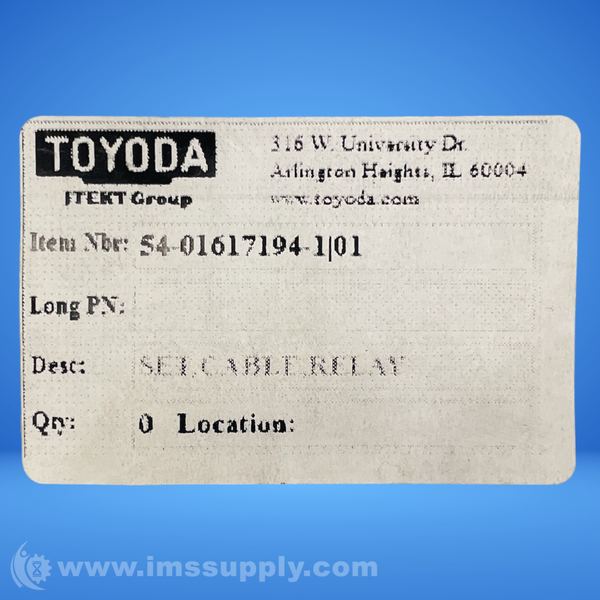 TOYODA
JTEKT Group
316 W. University Dr.
Arlington Heights, IL 60004
www.toyoda.com
Item Nbr: S4-01617194-1|01
Long PN:
Desc: SET,CABLE,RELAY
Qty: 0 Location:
www.imssupply.com